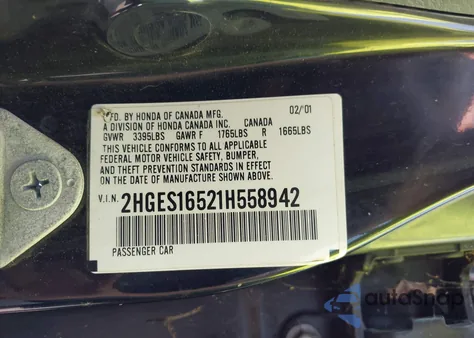 MFD. BY HONDA OF CANADA MFG. 02/01
A DIVISION OF HONDA CANADA INC. CANADA
GVWR 3395LBS GAWR F 1765LBS R 1665LBS
THIS VEHICLE CONFORMS TO ALL APPLICABLE
FEDERAL MOTOR VEHICLE SAFETY, BUMPER,
AND THEFT PREVENTION STANDARDS IN EFFECT
ON THE DATE OF MANUFACTURE SHOWN ABOVE.
V.I.N. 2HGES16521H558942
PASSENGER CAR
autoSnap